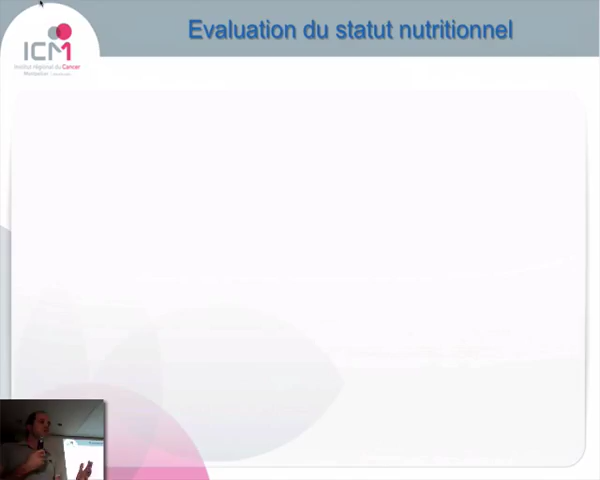 Evaluation du statut nutritionnel
ICM
Institut régional du Cancer
Montpellier